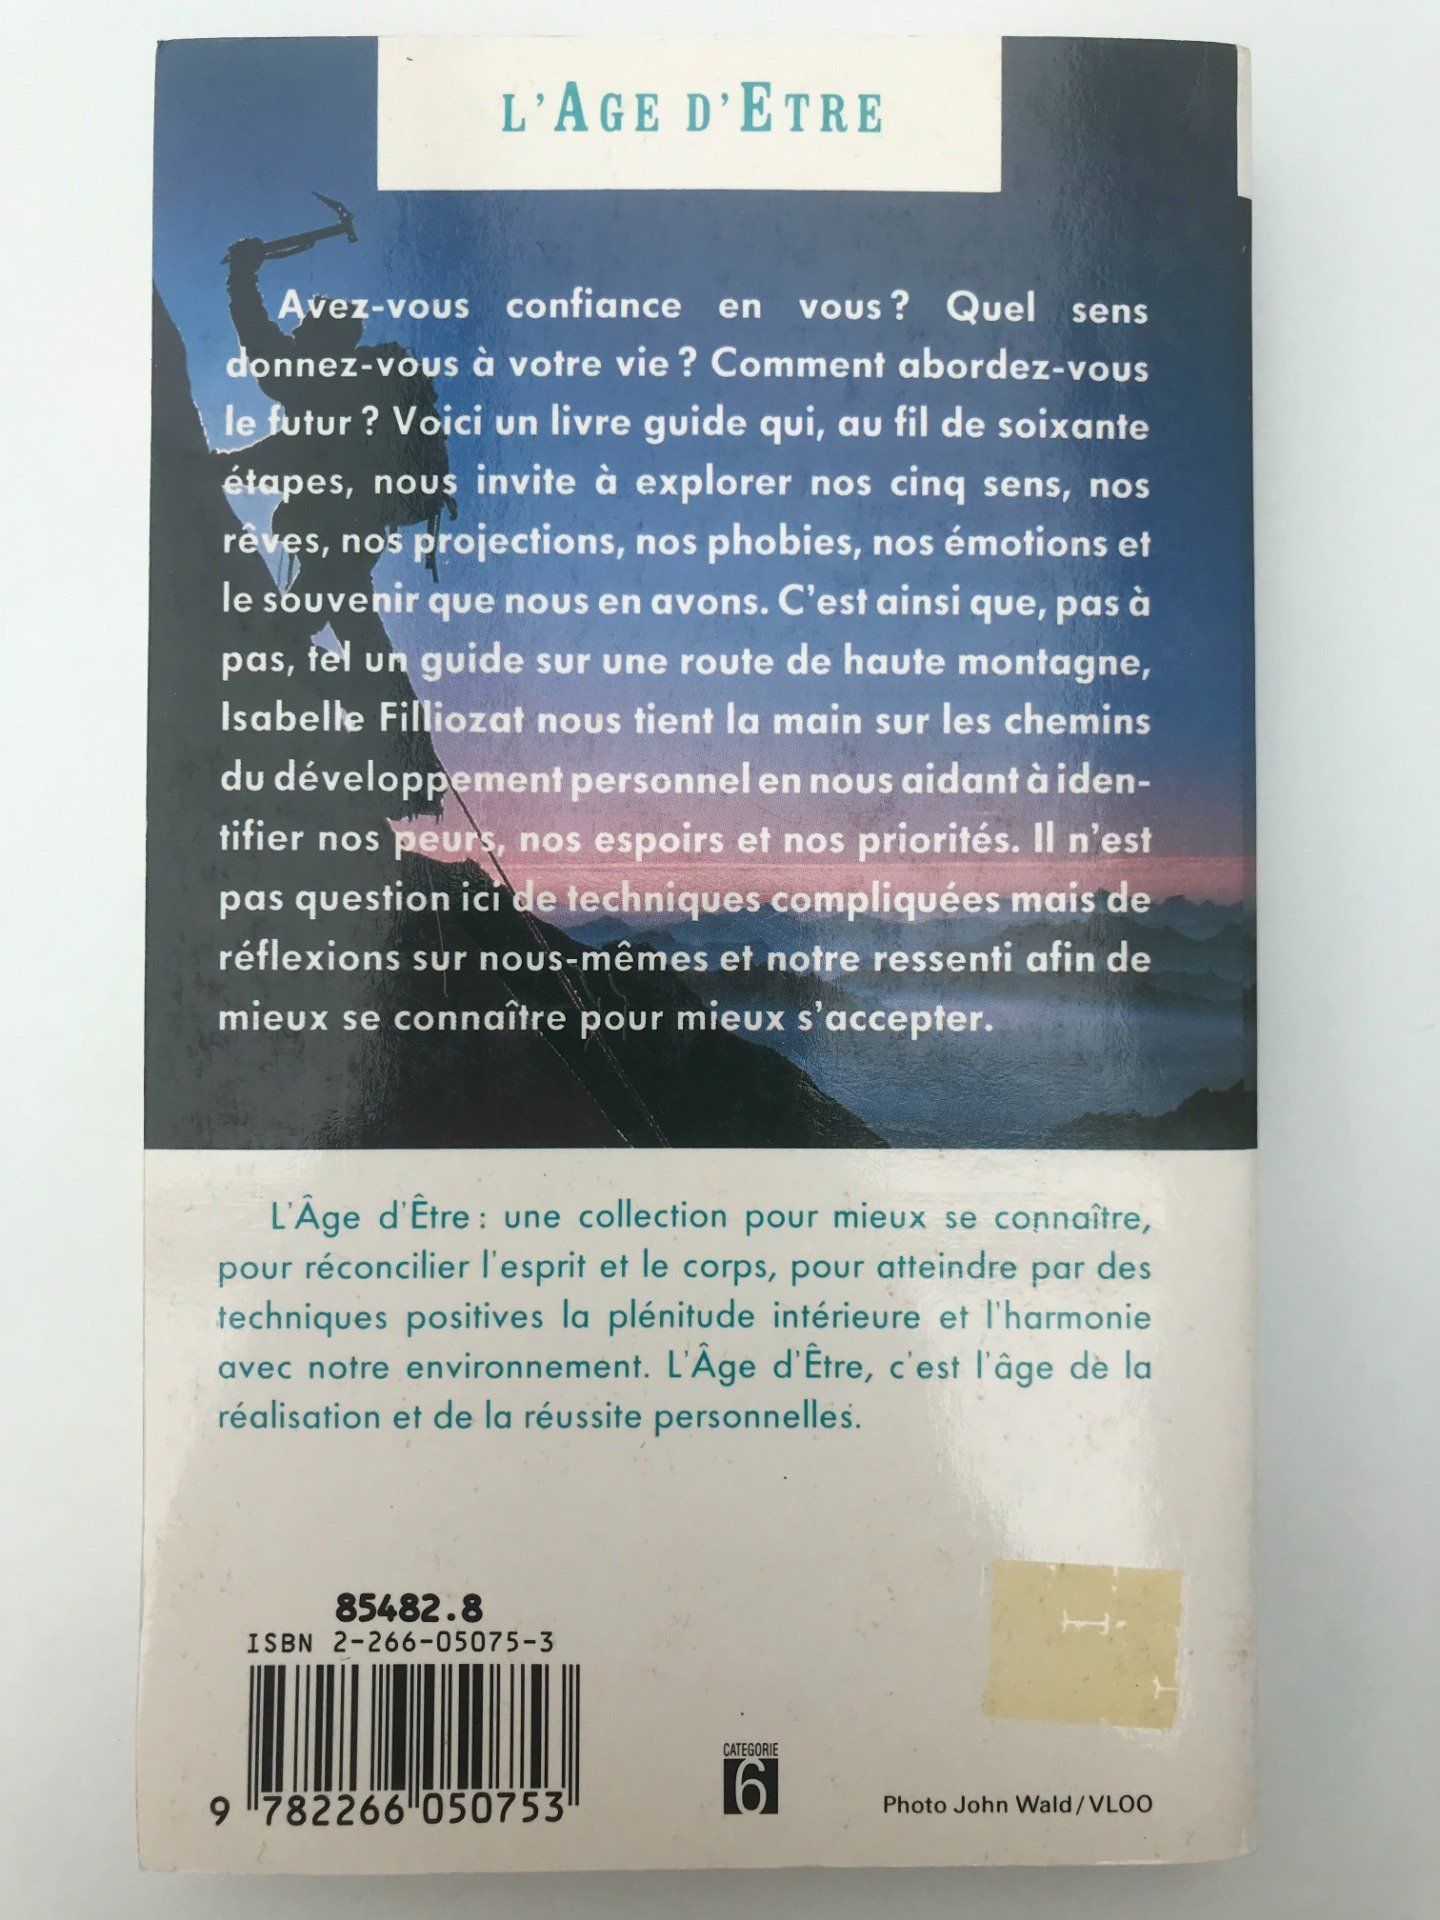 L'AGE D'ETRE
Avez-vous confiance en vous ? Quel sens
donnez-vous à votre vie ? Comment abordez-vous
le futur ? Voici un livre guide qui, au fil de soixante
étapes, nous invite à explorer nos cinq sens, nos
rêves, nos projections, nos phobies, nos émotions et
le souvenir que nous en avons. C'est ainsi que, pas à
pas, tel un guide sur une route de haute montagne,
Isabelle Filliozat nous tient la main sur les chemins
du développement personnel en nous aidant à iden-
tifier nos peurs, nos espoirs et nos priorités. Il n'est
pas question ici de techniques compliquées mais de
réflexions sur nous-mêmes et notre ressenti afin de
mieux se connaître pour mieux s'accepter.
L'Âge d'Être : une collection pour mieux se connaître,
pour réconcilier l'esprit et le corps, pour atteindre par des
techniques positives la plénitude intérieure et l'harmonie
avec notre environnement. L'Âge d'Être, c'est l'âge de la
réalisation et de la réussite personnelles.
85482.8
ISBN 2-266-05075-3
9 782266 050753
CATEGORIE
6
Photo John Wald / VLOO